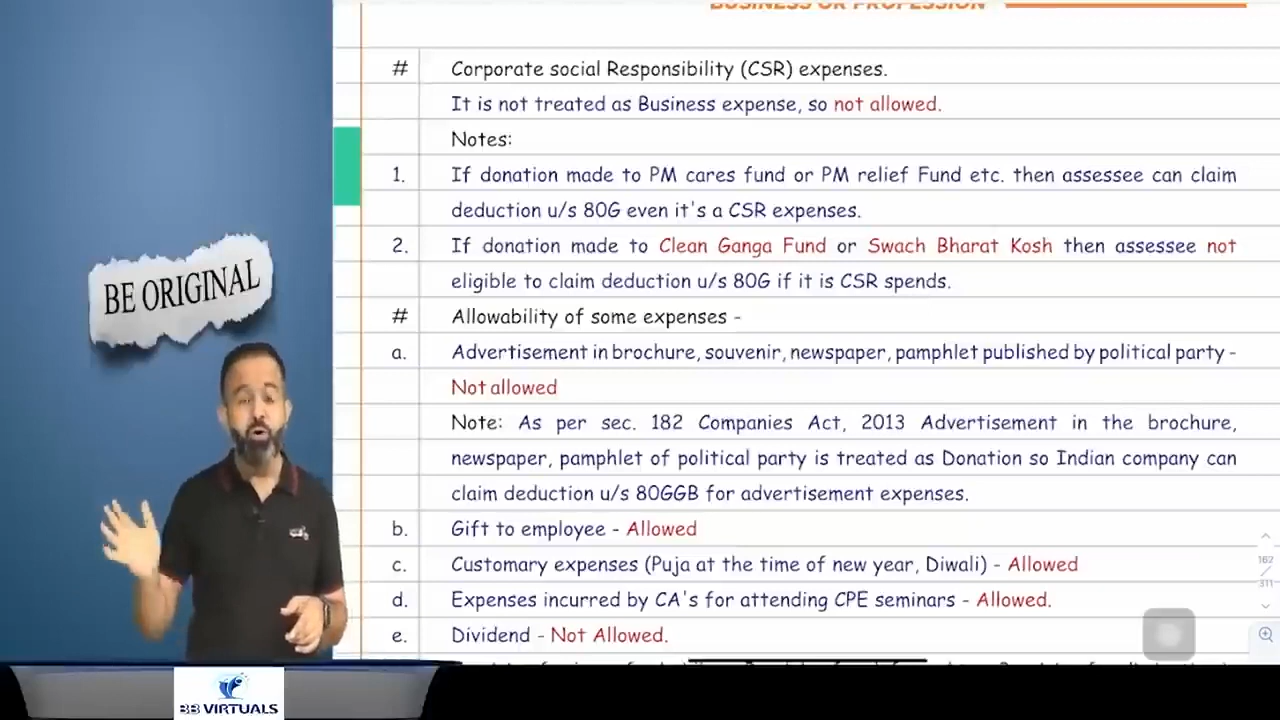 BUSINESS OR PROFESSION
# Corporate social Responsibility (CSR) expenses.
It is not treated as Business expense, so not allowed.
Notes:
1. If donation made to PM cares fund or PM relief Fund etc. then assessee can claim
deduction u/s 80G even it's a CSR expenses.
2. If donation made to Clean Ganga Fund or Swach Bharat Kosh then assessee not
eligible to claim deduction u/s 80G if it is CSR spends.
# Allowability of some expenses -
a. Advertisement in brochure, souvenir, newspaper, pamphlet published by political party -
Not allowed
Note: As per sec. 182 Companies Act, 2013 Advertisement in the brochure,
newspaper, pamphlet of political party is treated as Donation so Indian company can
claim deduction u/s 80GGB for advertisement expenses.
b. Gift to employee - Allowed
c. Customary expenses (Puja at the time of new year, Diwali) - Allowed
d. Expenses incurred by CA's for attending CPE seminars - Allowed.
e. Dividend - Not Allowed.
BE ORIGINAL
162
/
311
BB VIRTUALS